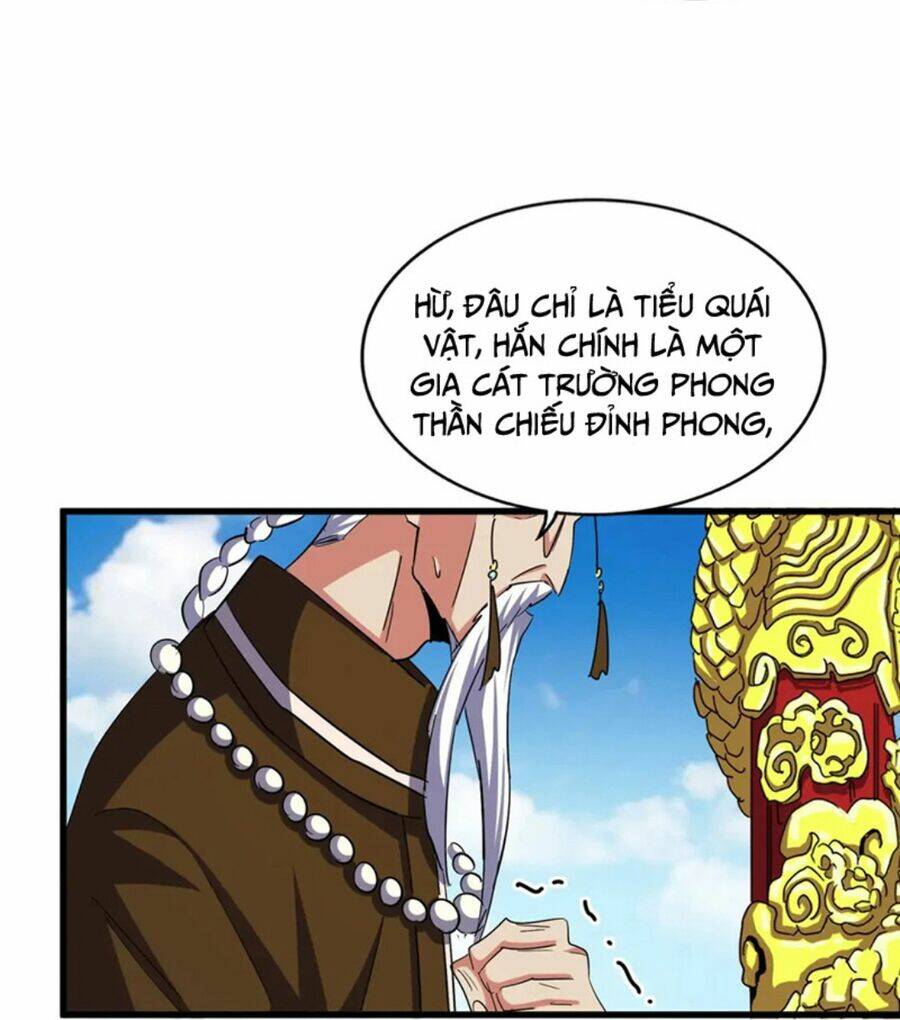 HỪ, ĐÂU CHỈ LÀ TIỂU QUÁI
VẬT, HẮN CHÍNH LÀ MỘT
GIA CÁT TRƯỜNG PHONG
THẦN CHIẾU ĐỈNH PHONG,